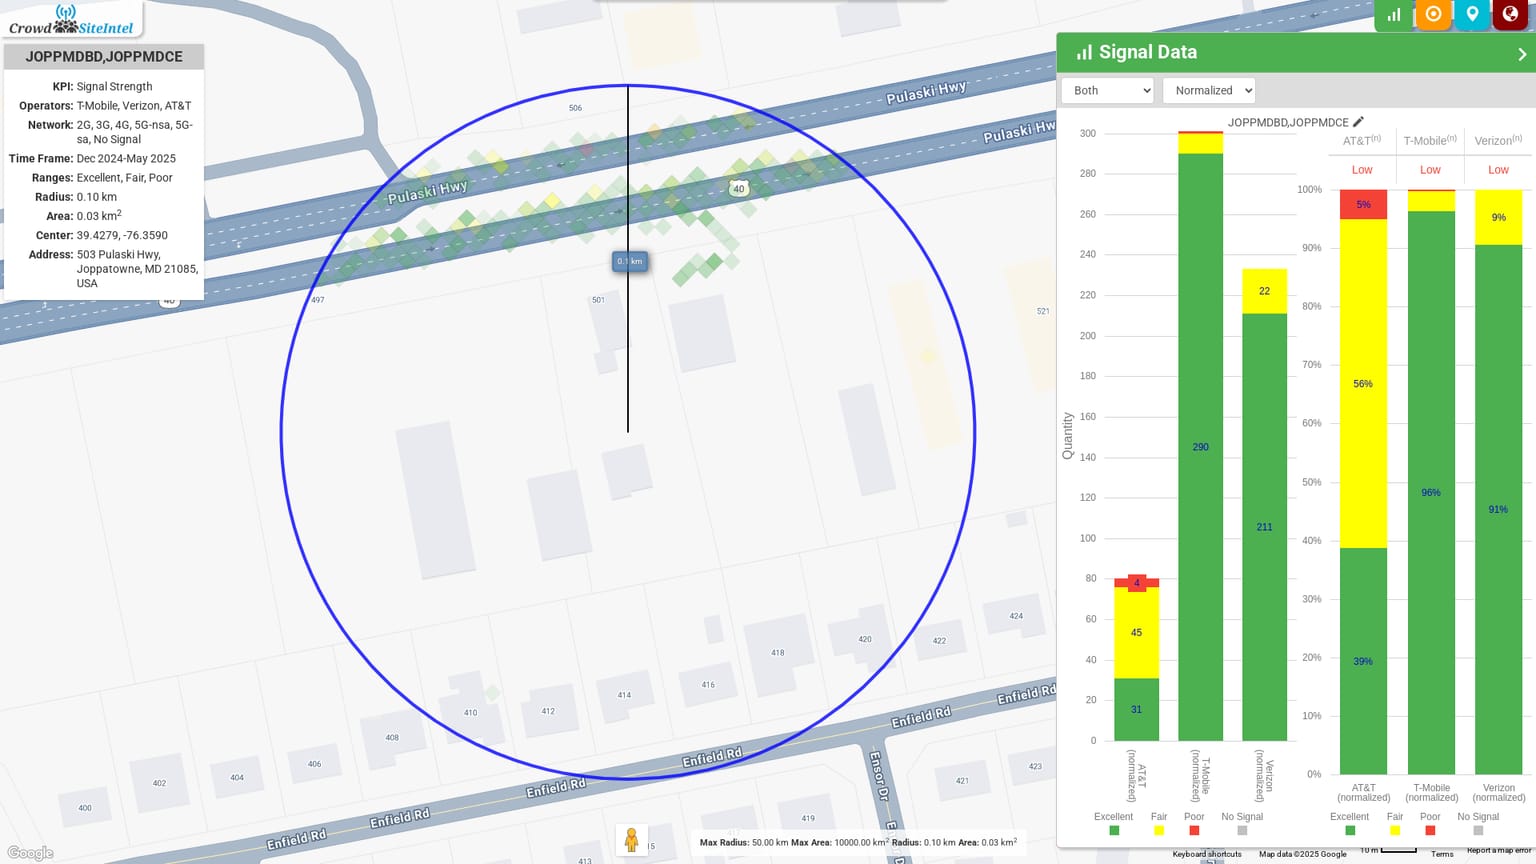 Crowd SiteIntel
JOPPMDBD,JOPPMDCE
KPI: Signal Strength
Operators: T-Mobile, Verizon, AT&T
Network: 2G, 3G, 4G, 5G-nsa, 5G-
sa, No Signal
Time Frame: Dec 2024-May 2025
Ranges: Excellent, Fair, Poor
Radius: 0.10 km
Area: 0.03 km²
Center: 39.4279, -76.3590
Address: 503 Pulaski Hwy,
Joppatowne, MD 21085,
USA
Pulaski Hwy
506
Pulaski Hwy
Pulaski Hw
40
0.1 km
40
497
501
521
424
420
422
418
416
414
410
412
408
406
404
402
400
423
421
419
413
15
Enfield Rd
Enfield Rd
Enfield Rd
Enfield Rd
Enfield Rd
Enfield Rd
Ensor Dr
Google
Max Radius: 50.00 km Max Area: 10000.00 km² Radius: 0.10 km Area: 0.03 km²
Signal Data
Both
Normalized
JOPPMDBD,JOPPMDCE
Quantity
300
280
260
240
220
200
180
160
140
120
100
80
60
40
20
0
4
45
31
290
22
211
AT&T
(normalized)
T-Mobile
(normalized)
Verizon
(normalized)
Excellent Fair Poor No Signal
AT&T(n) T-Mobile(n) Verizon(n)
Low Low Low
100%
90%
80%
70%
60%
50%
40%
30%
20%
10%
0%
5%
56%
39%
96%
9%
91%
AT&T
(normalized)
T-Mobile
(normalized)
Verizon
(normalized)
Excellent Fair Poor No Signal
Keyboard shortcuts Map data ©2025 Google 10 m Terms Report a map error